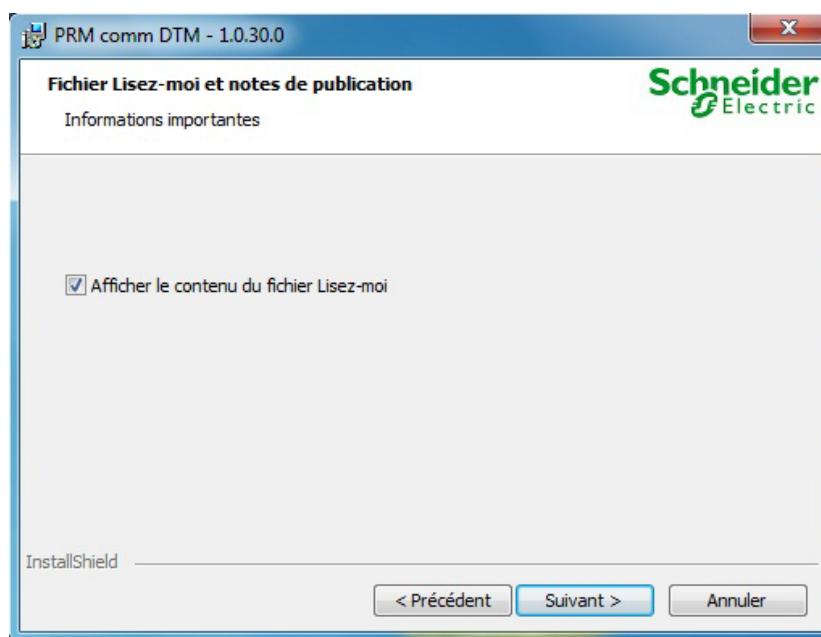 PRM comm DTM - 1.0.30.0
Fichier Lisez-moi et notes de publication
Informations importantes
Schneider
Electric
Afficher le contenu du fichier Lisez-moi
InstallShield
< Précédent
Suivant >
Annuler